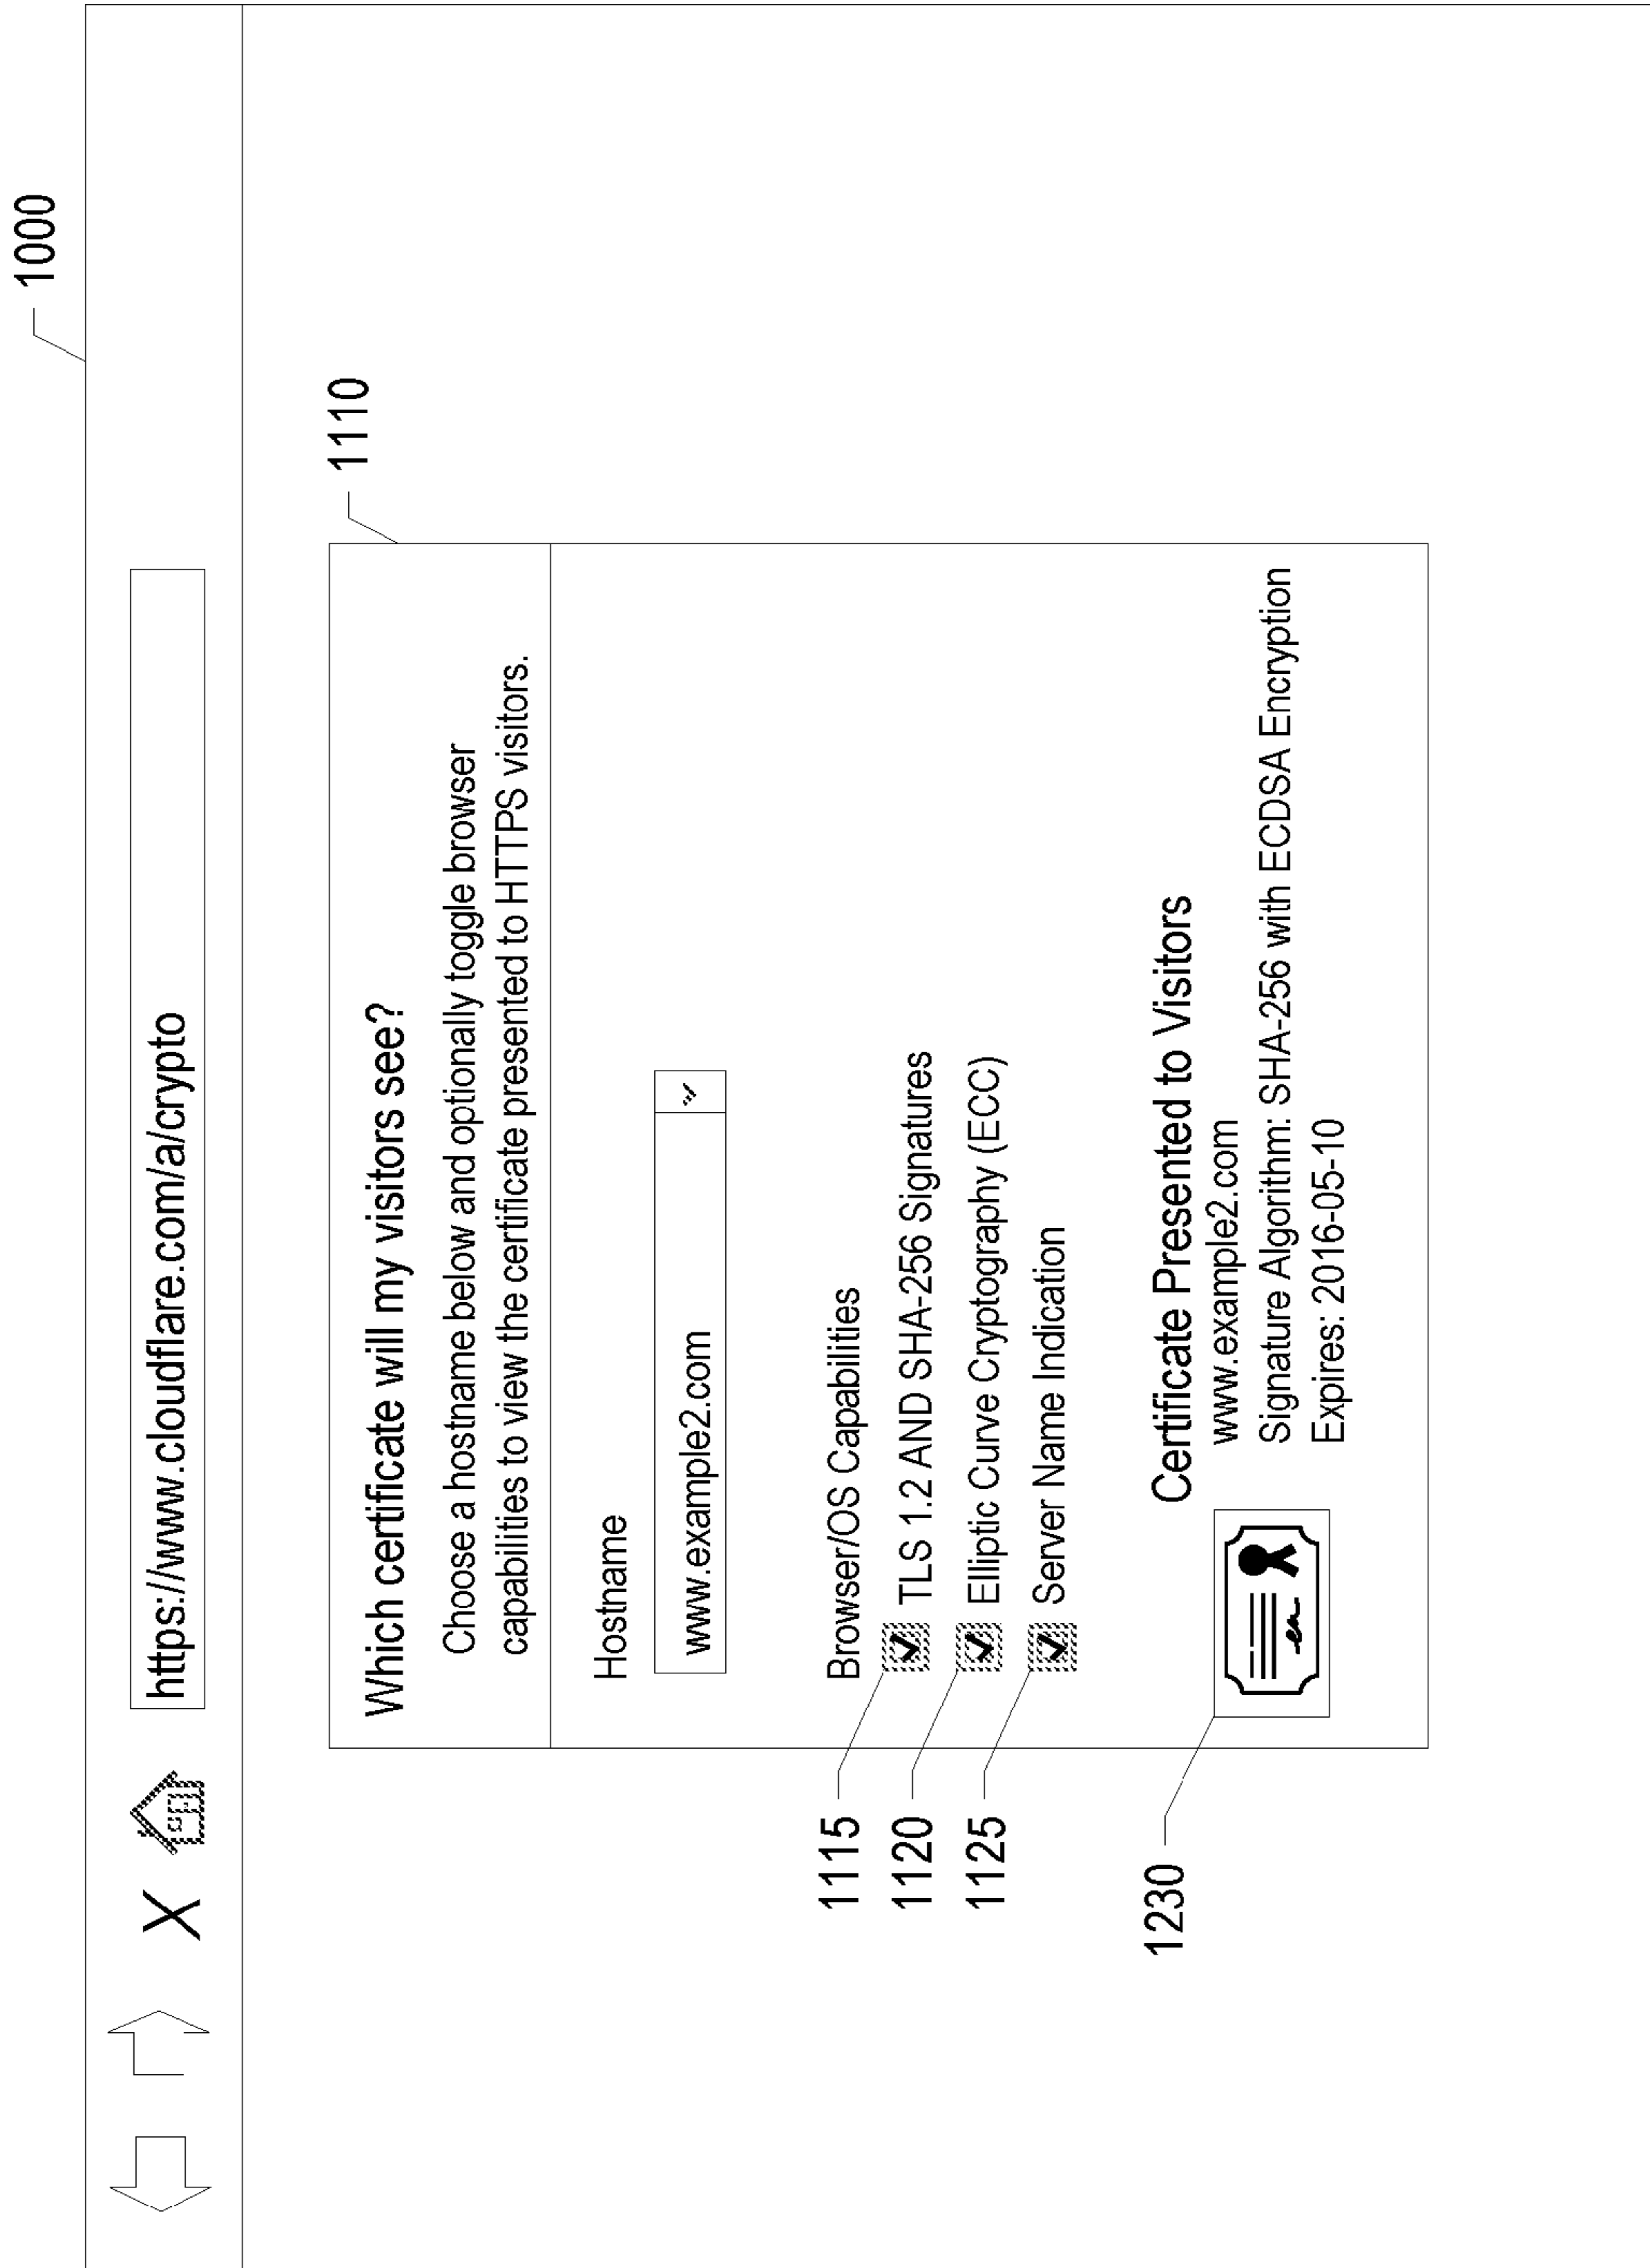 1000
https://www.cloudflare.com/a/crypto
1110
Which certificate will my visitors see?
Choose a hostname below and optionally toggle browser
capabilities to view the certificate presented to HTTPS visitors.
Hostname
www.example2.com
Browser/OS Capabilities
1115
TLS 1.2 AND SHA-256 Signatures
1120
Elliptic Curve Cryptography (ECC)
1125
Server Name Indication
1230
Certificate Presented to Visitors
www.example2.com
Signature Algorithm: SHA-256 with ECDSA Encryption
Expires: 2016-05-10